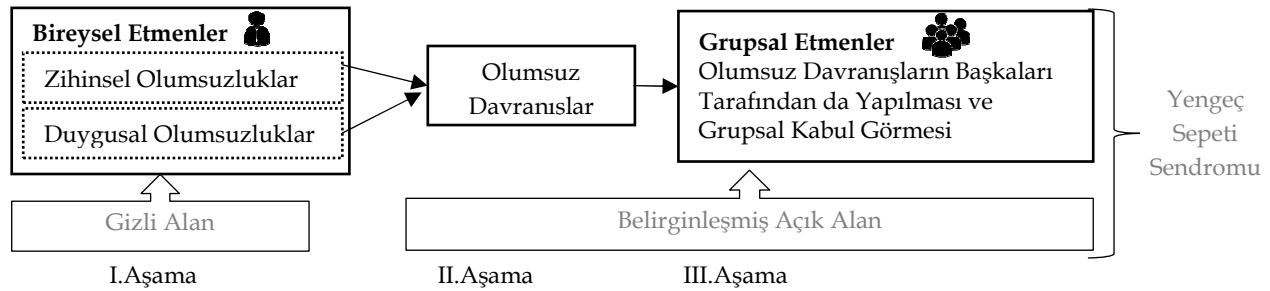 Bireysel Etmenler
Zihinsel Olumsuzluklar
Duygusal Olumsuzluklar
Olumsuz
Davranışlar
Grupsal Etmenler
Olumsuz Davranışların Başkaları
Tarafından da Yapılması ve
Grupsal Kabul Görmesi
Yengeç
Sepeti
Sendromu
Gizli Alan
Belirginleşmiş Açık Alan
I.Aşama
II.Aşama
III.Aşama